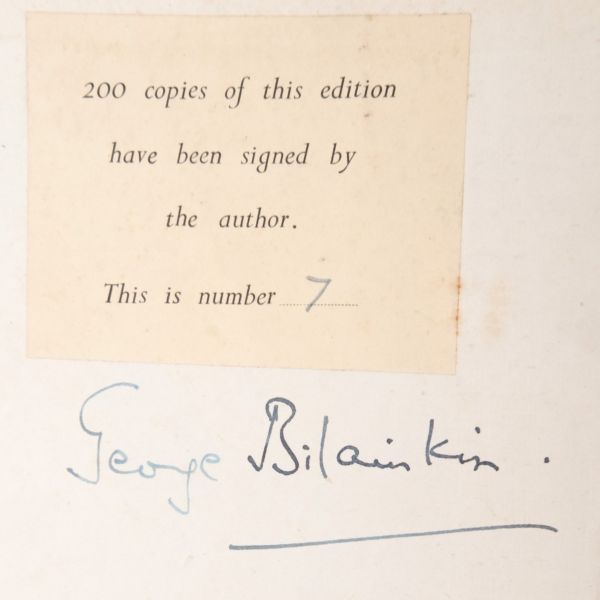 200 copies of this edition
have been signed by
the author.
This is number 7
George Bilainkin.